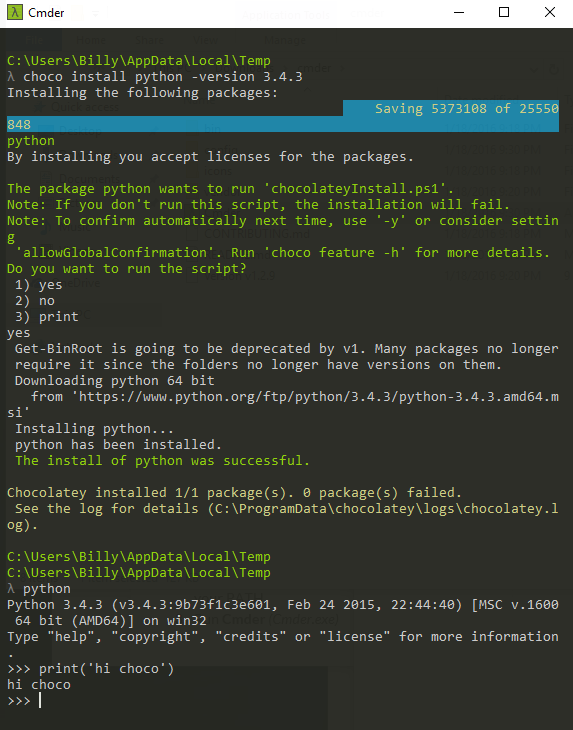 Cmder
C:\Users\Billy\AppData\Local\Temp
λ choco install python -version 3.4.3
Installing the following packages:
Saving 5373108 of 25550
848
python
By installing you accept licenses for the packages.
The package python wants to run 'chocolateyInstall.ps1'.
Note: If you don't run this script, the installation will fail.
Note: To confirm automatically next time, use '-y' or consider settin
g
'allowGlobalConfirmation'. Run 'choco feature -h' for more details.
Do you want to run the script?
1) yes
2) no
3) print
yes
Get-BinRoot is going to be deprecated by v1. Many packages no longer
require it since the folders no longer have versions on them.
Downloading python 64 bit
from 'https://www.python.org/ftp/python/3.4.3/python-3.4.3.amd64.m
si'
Installing python...
python has been installed.
The install of python was successful.
Chocolatey installed 1/1 package(s). 0 package(s) failed.
See the log for details (C:\ProgramData\chocolatey\logs\chocolatey.l
og).
C:\Users\Billy\AppData\Local\Temp
C:\Users\Billy\AppData\Local\Temp
λ python
Python 3.4.3 (v3.4.3:9b73f1c3e601, Feb 24 2015, 22:44:40) [MSC v.1600
64 bit (AMD64)] on win32
Type "help", "copyright", "credits" or "license" for more information
.
>>> print('hi choco')
hi choco
>>>